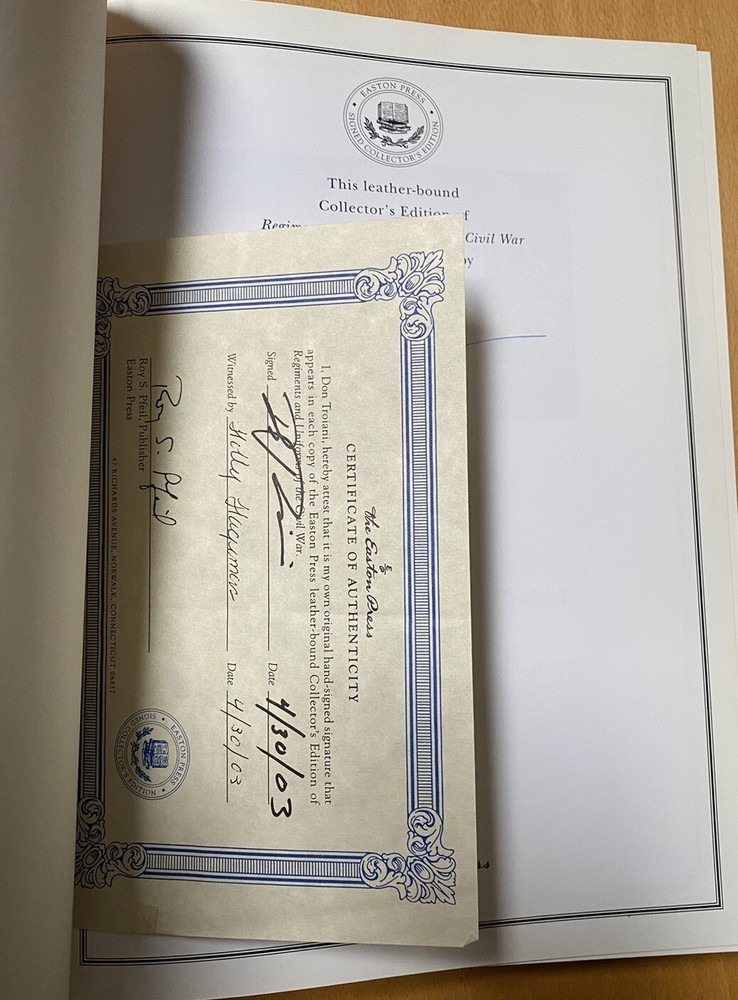 EASTON PRESS
SIGNED COLLECTOR'S EDITION
This leather-bound
Collector's Edition of
Civil War
by
The Easton Press
CERTIFICATE OF AUTHENTICITY
I, Don Troiani, hereby attest that it is my own original hand-signed signature that
appears in each copy of the Easton Press leather-bound Collector's Edition of
Regiments and Uniforms of the Civil War.
Signed Date 4/30/03
Witnessed by Date 4/30/03
Roy S. Pfeil
Roy S. Pfeil, Publisher
Easton Press
47 RICHARDS AVENUE, NORWALK, CONNECTICUT 06857
EASTON PRESS
SIGNED COLLECTOR'S EDITION